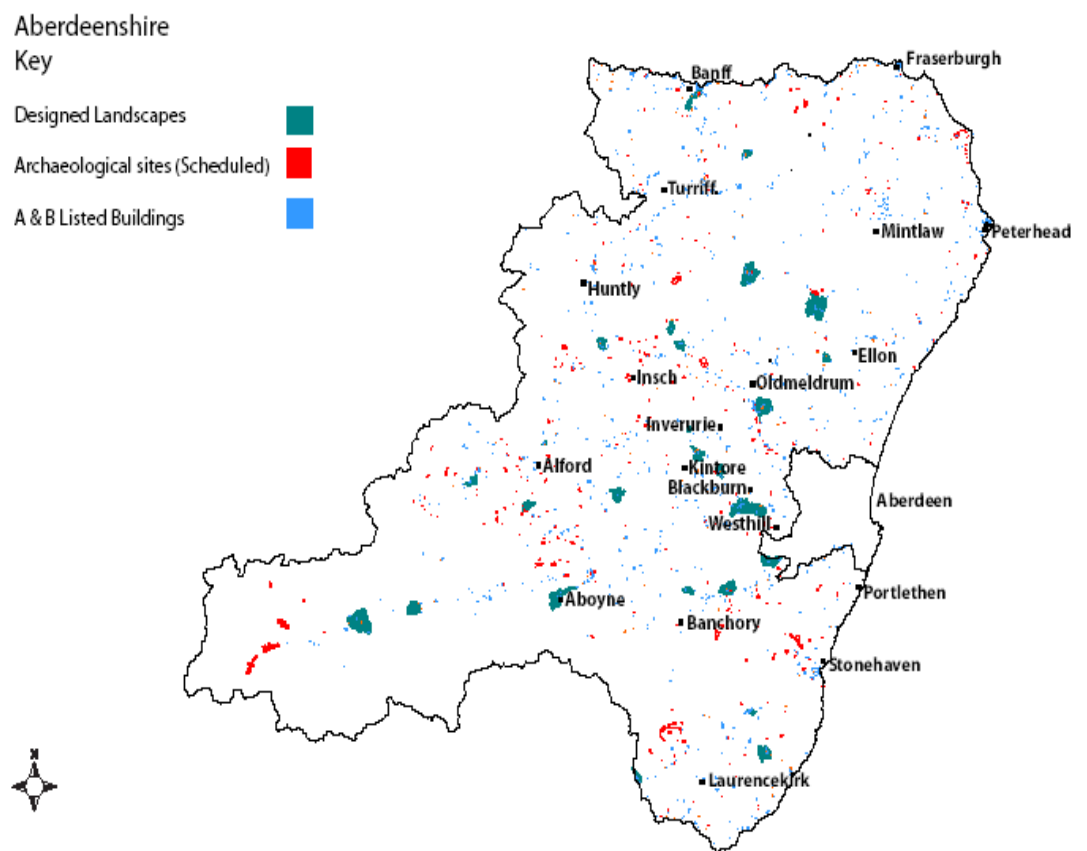 Aberdeenshire
Key
Designed Landscapes
Archaeological sites (Scheduled)
A & B Listed Buildings
Fraserburgh
Banff
Turriff
Mintlaw
Peterhead
Huntly
Ellon
Insch
Oldmeldrum
Inverurie
Alford
Kintore
Blackburn
Aberdeen
Westhill
Portlethen
Aboyne
Banchory
Stonehaven
Laurencekirk